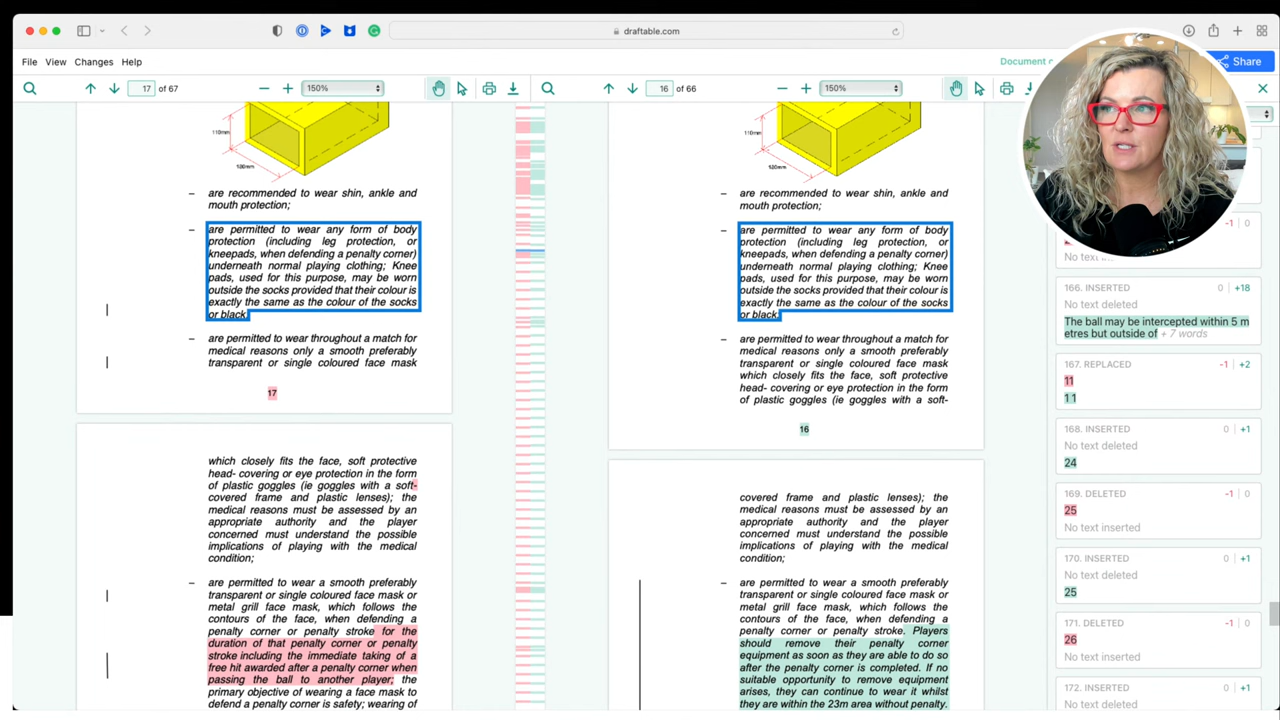 draftable.com
File View Changes Help
Share
17 of 67
150%
16 of 66
150%
110mm
– are recommended to wear shin, ankle and
mouth protection;
– are permitted to wear any form of body
protection (including leg protection, or
kneepads, when defending a penalty corner)
underneath normal playing clothing; Knee
pads, used for this purpose, may be worn
outside the socks provided that their colour is
exactly the same as the colour of the socks
or black
– are permitted to wear throughout a match for
medical reasons only a smooth preferably
transparent or single coloured face mask
17
which closely fits the face, soft protective
head- covering or eye protection in the form
of plastic goggles (ie goggles with a soft-
covered frame and plastic lenses); the
medical reasons must be assessed by an
appropriate authority and the player
concerned must understand the possible
implications of playing with the medical
condition;
– are permitted to wear a smooth preferably
transparent or single coloured face mask or
metal grill face mask, which follows the
contours of the face, when defending a
penalty corner or penalty stroke for the
duration of that penalty corner or penalty
stroke including the immediate taking of a
free hit awarded after a penalty corner when
passing the ball to another player; the
primary objective of wearing a face mask to
defend a penalty corner is safety; wearing of
110mm
– are recommended to wear shin, ankle and
mouth protection;
– are permitted to wear any form of body
protection (including leg protection, or
kneepads, when defending a penalty corner)
underneath normal playing clothing; Knee
pads, used for this purpose, may be worn
outside the socks provided that their colour is
exactly the same as the colour of the socks
or black
– are permitted to wear throughout a match for
medical reasons only a smooth preferably
transparent or single coloured face mask
which closely fits the face, soft protective
head- covering or eye protection in the form
of plastic goggles (ie goggles with a soft-
16
covered frame and plastic lenses); the
medical reasons must be assessed by an
appropriate authority and the player
concerned must understand the possible
implications of playing with the medical
condition;
– are permitted to wear a smooth preferably
transparent or single coloured face mask or
metal grill face mask, which follows the
contours of the face, when defending a
penalty corner or penalty stroke. Players
should remove their penalty corner
equipment as soon as they are able to do so
after the penalty corner is completed. If no
suitable opportunity to remove equipment
arises, they can continue to wear it whilst
they are within the 23m area without penalty.
-1 | 0
166. INSERTED 0 | +18
No text deleted
The ball may be intercepted within 5 m
etres but outside of + 7 words
167. REPLACED -1 | +2
11
1 1
168. INSERTED 0 | +1
No text deleted
24
169. DELETED -1 | 0
25
No text inserted
170. INSERTED 0 | +1
No text deleted
25
171. DELETED -1 | 0
26
No text inserted
172. INSERTED 0 | +1
No text deleted